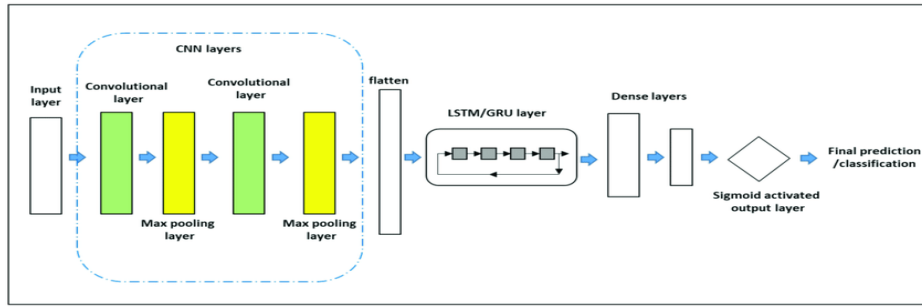 CNN layers
Input
layer
Convolutional
layer
Max pooling
layer
Convolutional
layer
Max pooling
layer
flatten
LSTM/GRU layer
Dense layers
Sigmoid activated
output layer
Final prediction
/classification